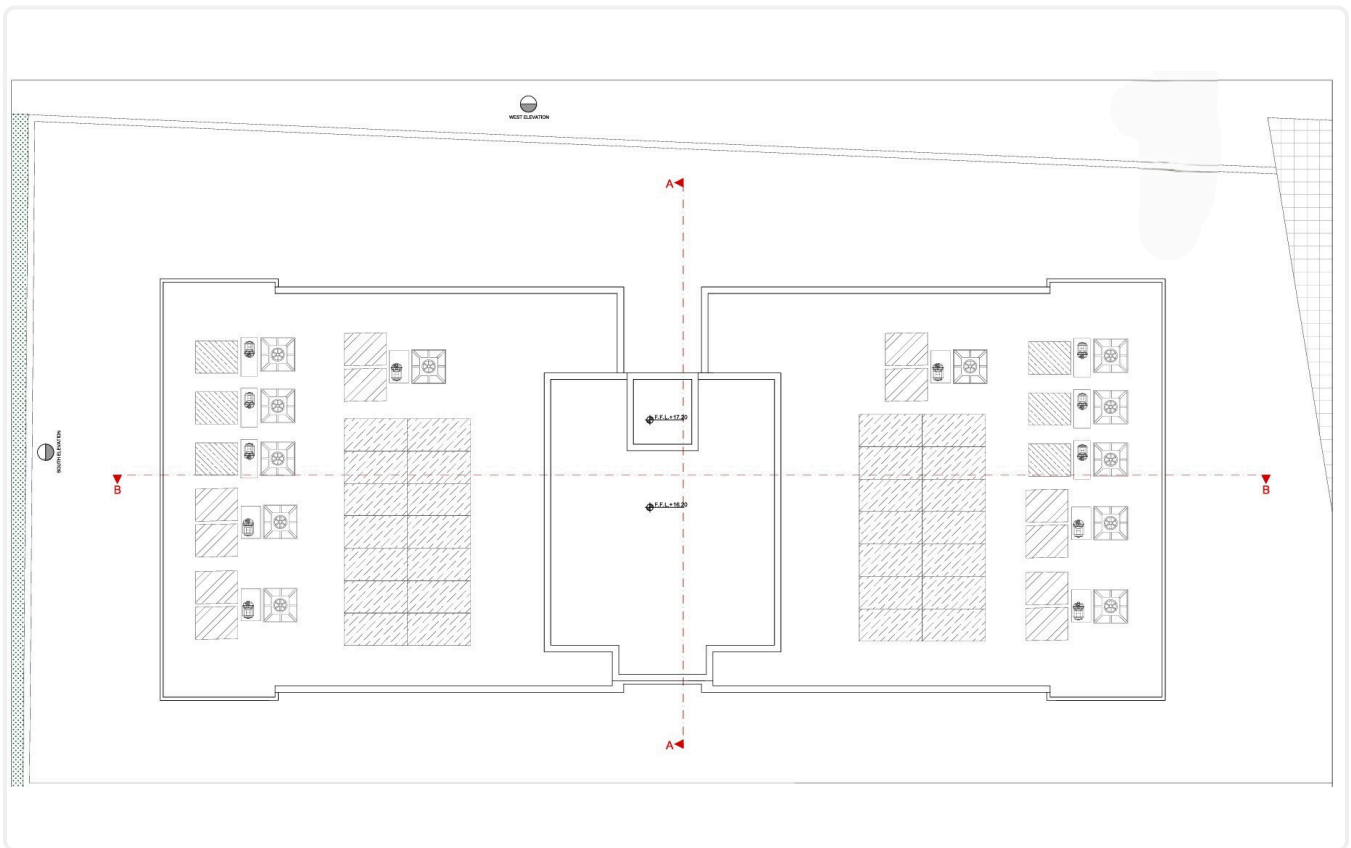 WEST ELEVATION
A
F.F.L.+17.20
SOUTH ELEVATION
B
B
F.F.L.+16.20
A